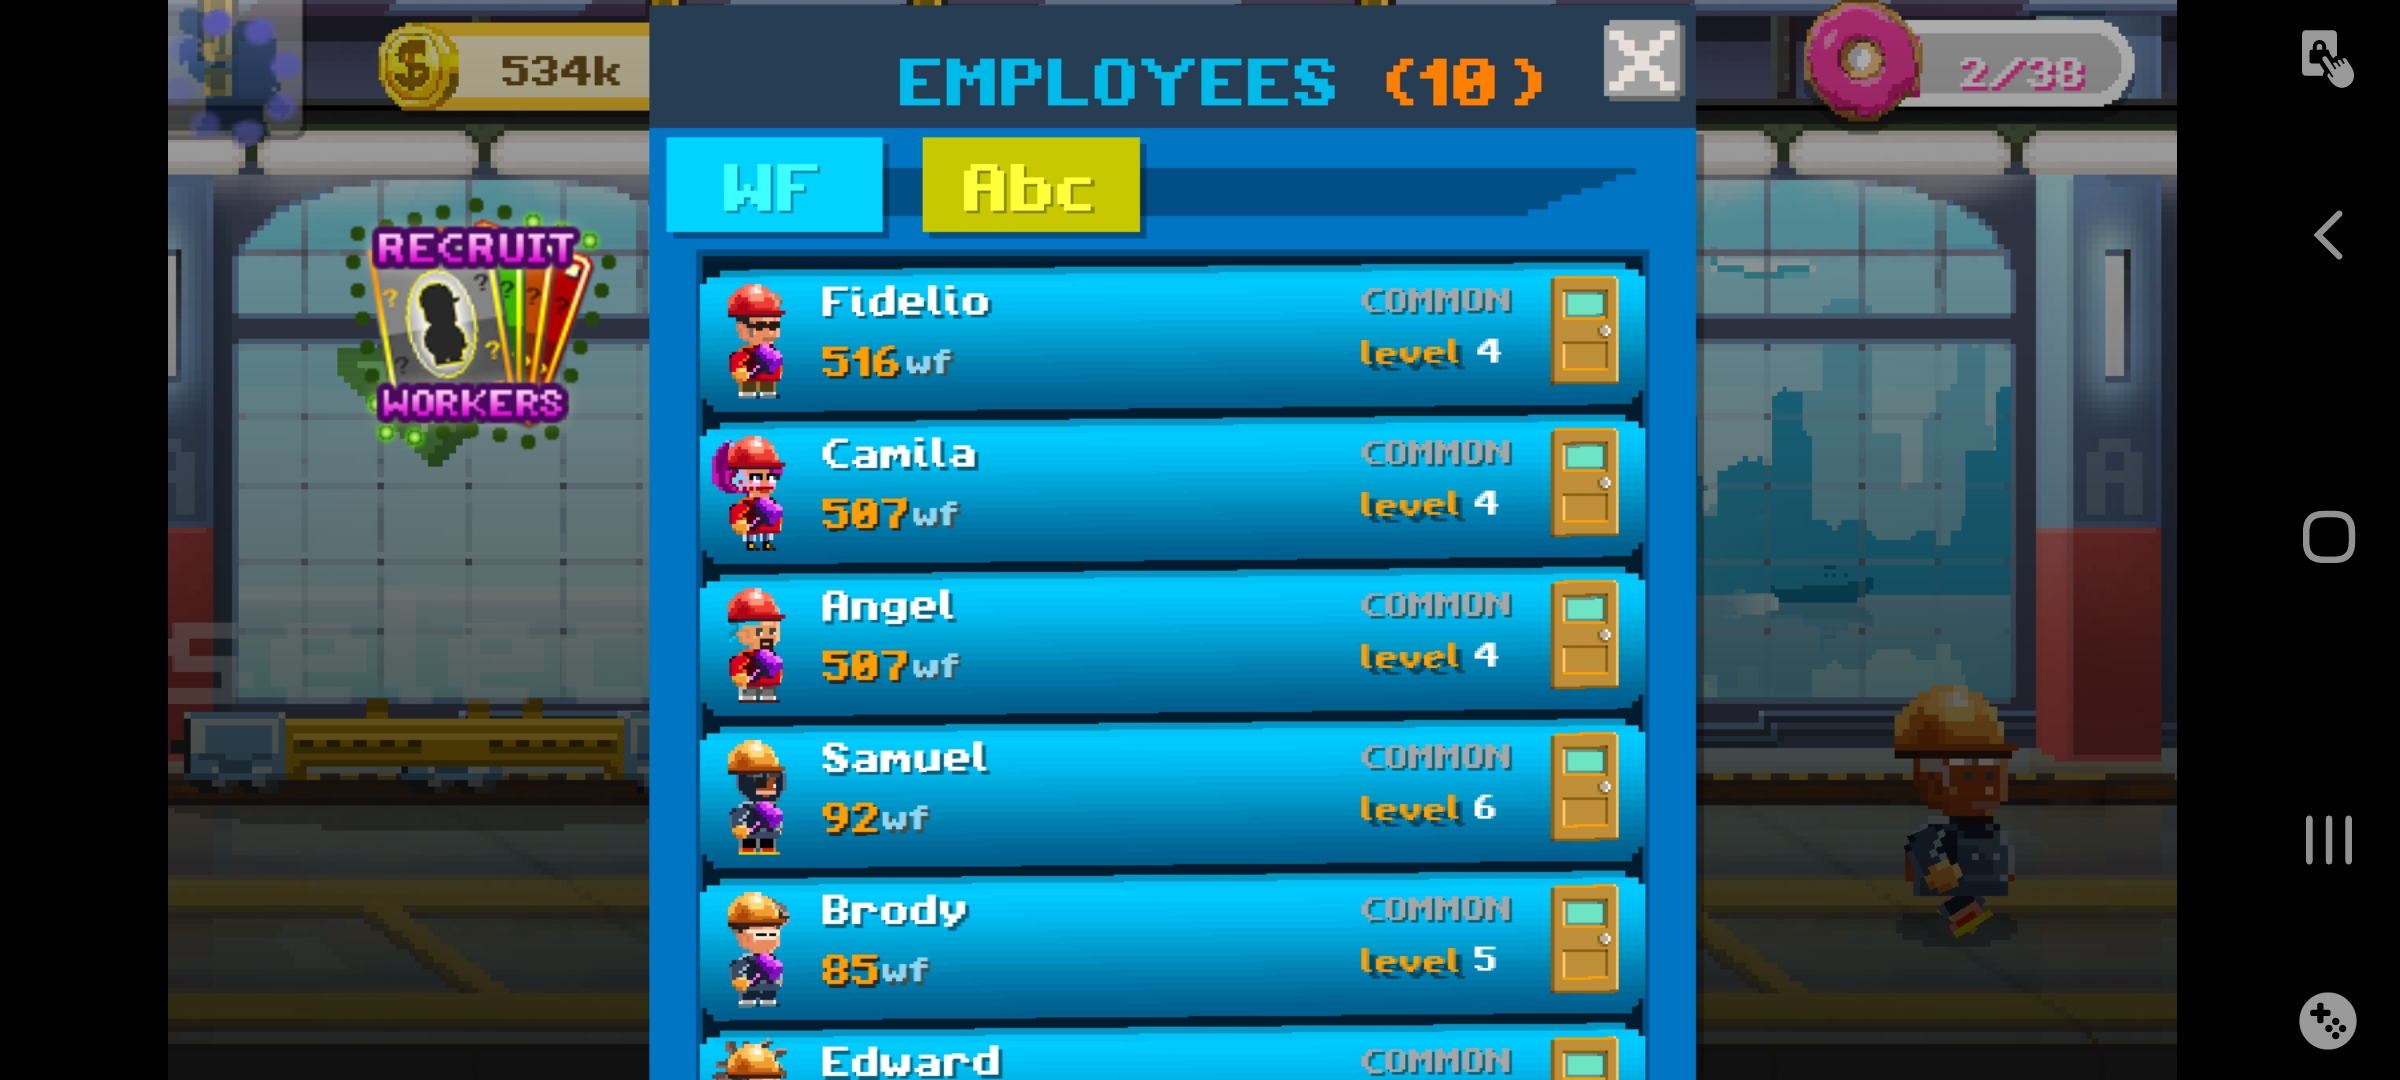 534k
EMPLOYEES (10)
2/38
WF
Abc
RECRUIT
WORKERS
Fidelio
COMMON
516wf
level 4
Camila
COMMON
507wf
level 4
Angel
COMMON
507wf
level 4
Samuel
COMMON
92wf
level 6
Brody
COMMON
85wf
level 5
Edward
COMMON